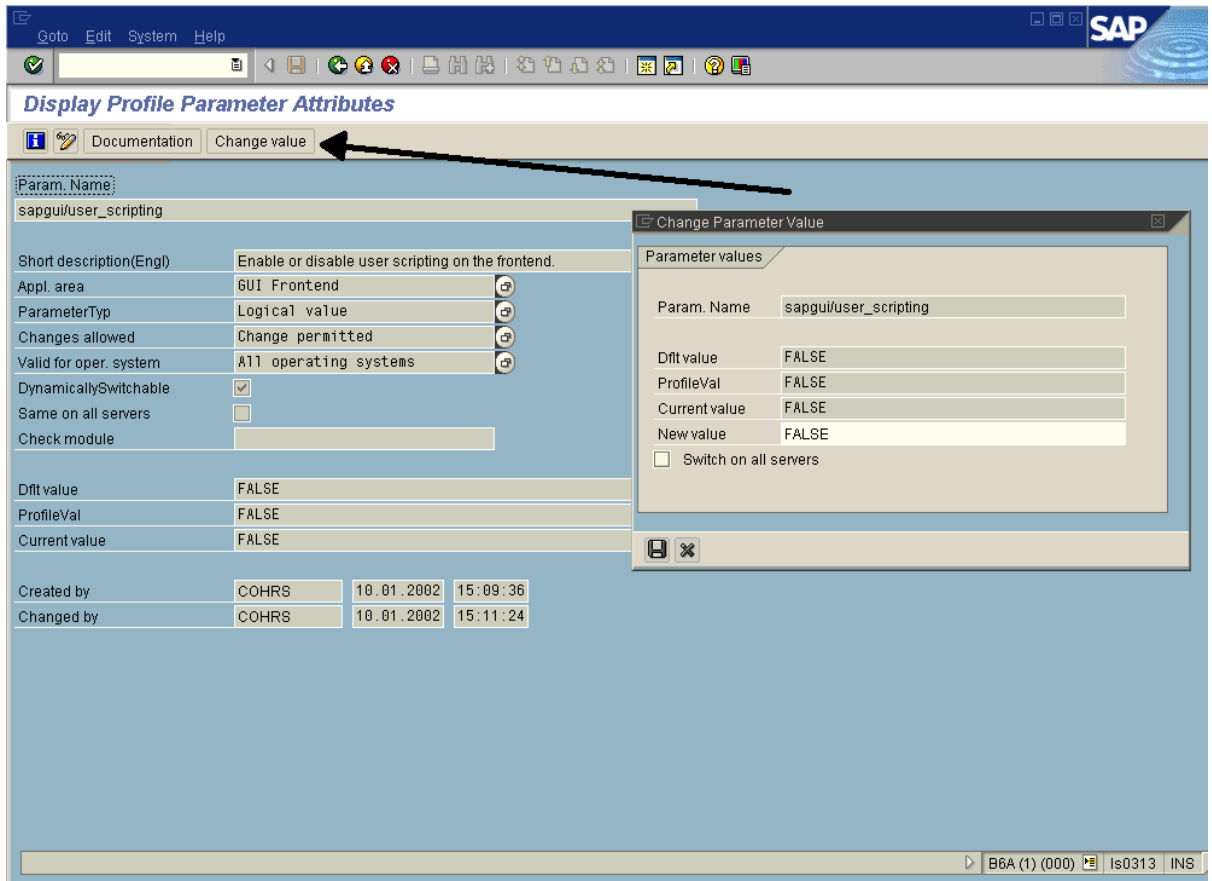 Goto Edit System Help
SAP
Display Profile Parameter Attributes
Documentation Change value
Param. Name
sapgui/user_scripting
Short description(Engl) Enable or disable user scripting on the frontend.
Appl. area GUI Frontend
ParameterTyp Logical value
Changes allowed Change permitted
Valid for oper. system All operating systems
DynamicallySwitchable
Same on all servers
Check module
Dflt value FALSE
ProfileVal FALSE
Current value FALSE
Created by COHRS 10.01.2002 15:09:36
Changed by COHRS 10.01.2002 15:11:24
Change Parameter Value
Parameter values
Param. Name sapgui/user_scripting
Dflt value FALSE
ProfileVal FALSE
Current value FALSE
New value FALSE
Switch on all servers
B6A (1) (000) ls0313 INS